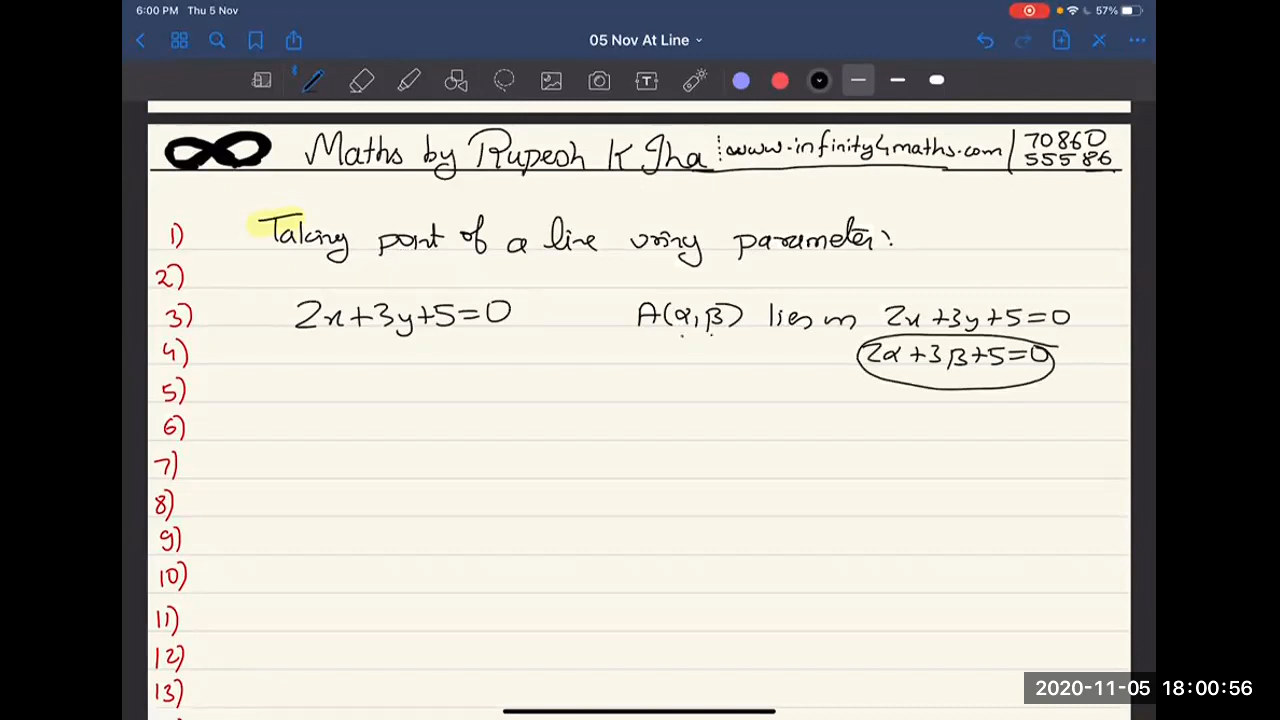 6:00 PM Thu 5 Nov 57%
05 Nov At Line
T
Maths by Rupesh K Jha www.infinity4maths.com 70860
55586
1) Taking point of a line using parameter:
2)
3) 2x+3y+5=0 A(α,β) lies on 2x+3y+5=0
4) 2α+3β+5=0
5)
6)
7)
8)
9)
10)
11)
12)
13)
2020-11-05 18:00:56